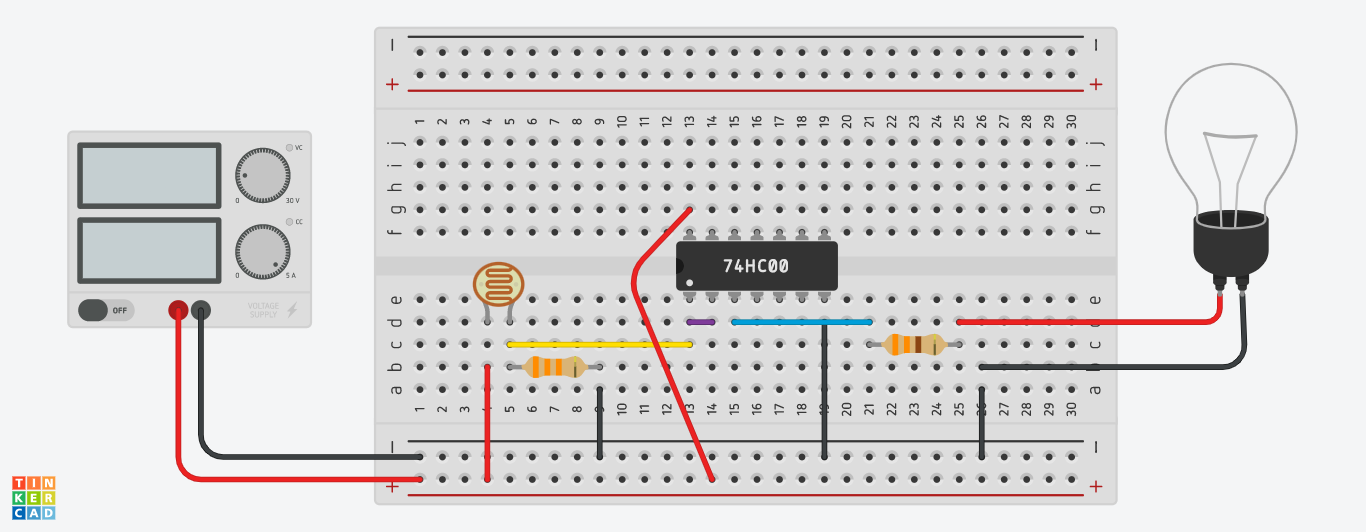 − −
+ +
1 2 3 4 5 6 7 8 9 10 11 12 13 14 15 16 17 18 19 20 21 22 23 24 25 26 27 28 29 30
j j
i i
h h
g g
f f
VC
0 30 V
CC
0 5 A
OFF
VOLTAGE
SUPPLY
74HC00
e e
d d
c c
b b
a a
1 2 3 4 5 6 7 8 9 10 11 12 13 14 15 16 17 18 19 20 21 22 23 24 25 26 27 28 29 30
− −
+ +
TIN
KER
CAD